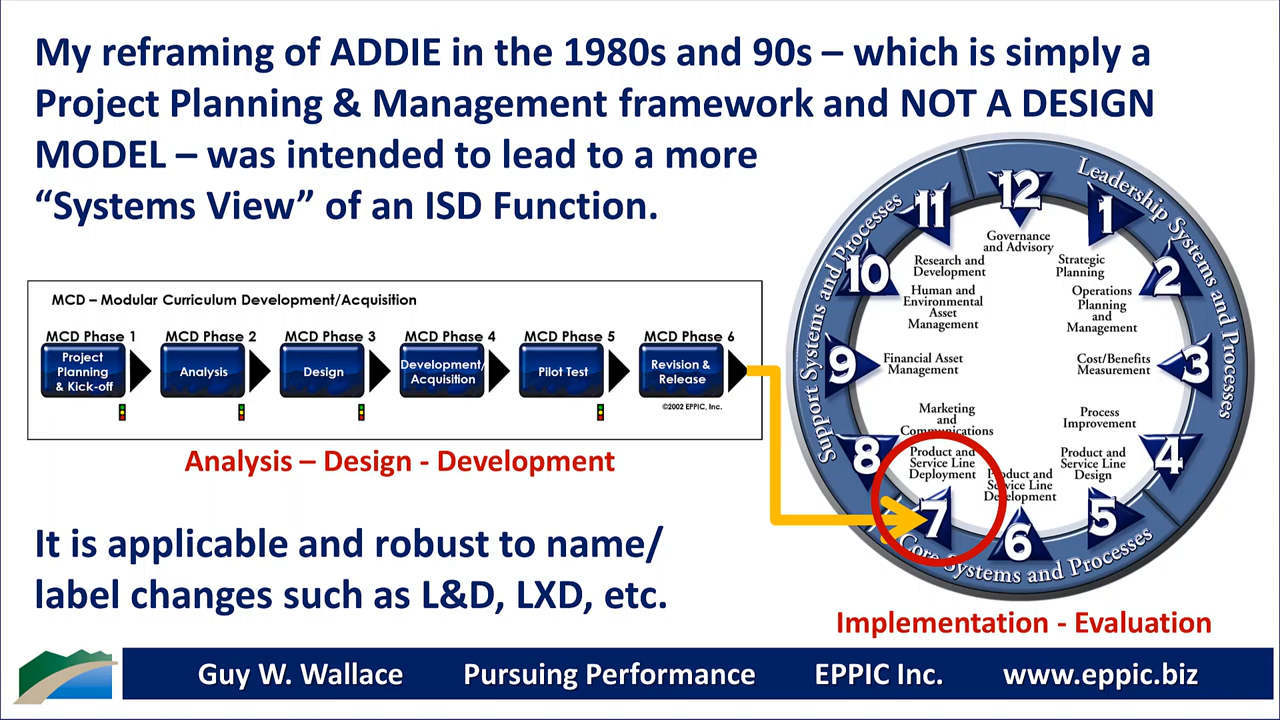 My reframing of ADDIE in the 1980s and 90s – which is simply a
Project Planning & Management framework and NOT A DESIGN
MODEL – was intended to lead to a more
“Systems View” of an ISD Function.
MCD – Modular Curriculum Development/Acquisition
MCD Phase 1
Project
Planning
& Kick-off
MCD Phase 2
Analysis
MCD Phase 3
Design
MCD Phase 4
Development/
Acquisition
MCD Phase 5
Pilot Test
MCD Phase 6
Revision &
Release
©2002 EPPIC, Inc.
Analysis – Design - Development
It is applicable and robust to name/
label changes such as L&D, LXD, etc.
Leadership Systems and Processes
12
Governance
and Advisory
1
Strategic
Planning
2
Operations
Planning
and
Management
3
Cost/Benefits
Measurement
4
Process
Improvement
Core Systems and Processes
5
Product and
Service Line
Design
6
Product and
Service Line
Development
7
Product and
Service Line
Deployment
Support Systems and Processes
8
Marketing
and
Communications
9
Financial Asset
Management
10
Human and
Environmental
Asset
Management
11
Research and
Development
Implementation - Evaluation
Guy W. Wallace Pursuing Performance EPPIC Inc. www.eppic.biz